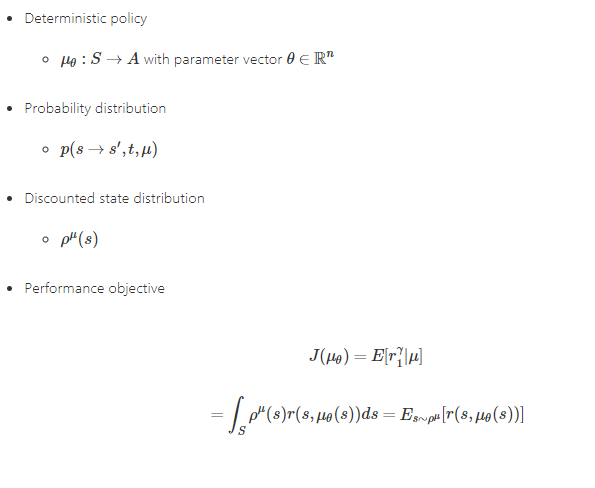 Deterministic policy
μ_θ : S → A with parameter vector θ ∈ ℝⁿ
Probability distribution
p(s → s′, t, μ)
Discounted state distribution
ρ^μ(s)
Performance objective
J(μ_θ) = E[r_1^γ|μ]
= ∫_S ρ^μ(s)r(s, μ_θ(s))ds = E_{s∼ρ^μ}[r(s, μ_θ(s))]